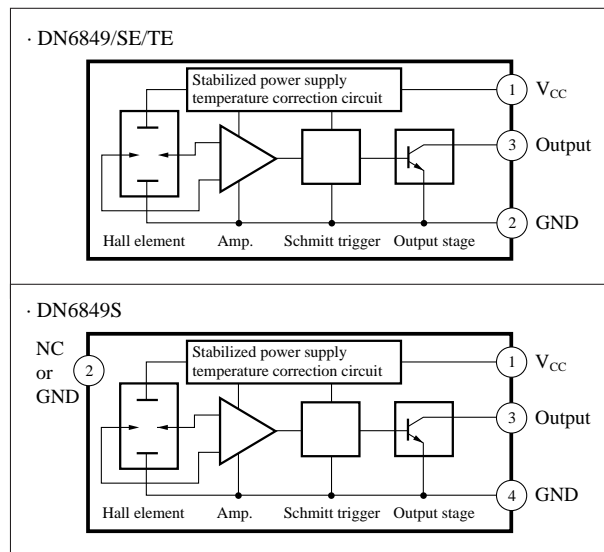 · DN6849/SE/TE
Stabilized power supply
temperature correction circuit
1 VCC
3 Output
2 GND
Hall element Amp. Schmitt trigger Output stage
· DN6849S
NC
or
GND
2
Stabilized power supply
temperature correction circuit
1 VCC
3 Output
4 GND
Hall element Amp. Schmitt trigger Output stage